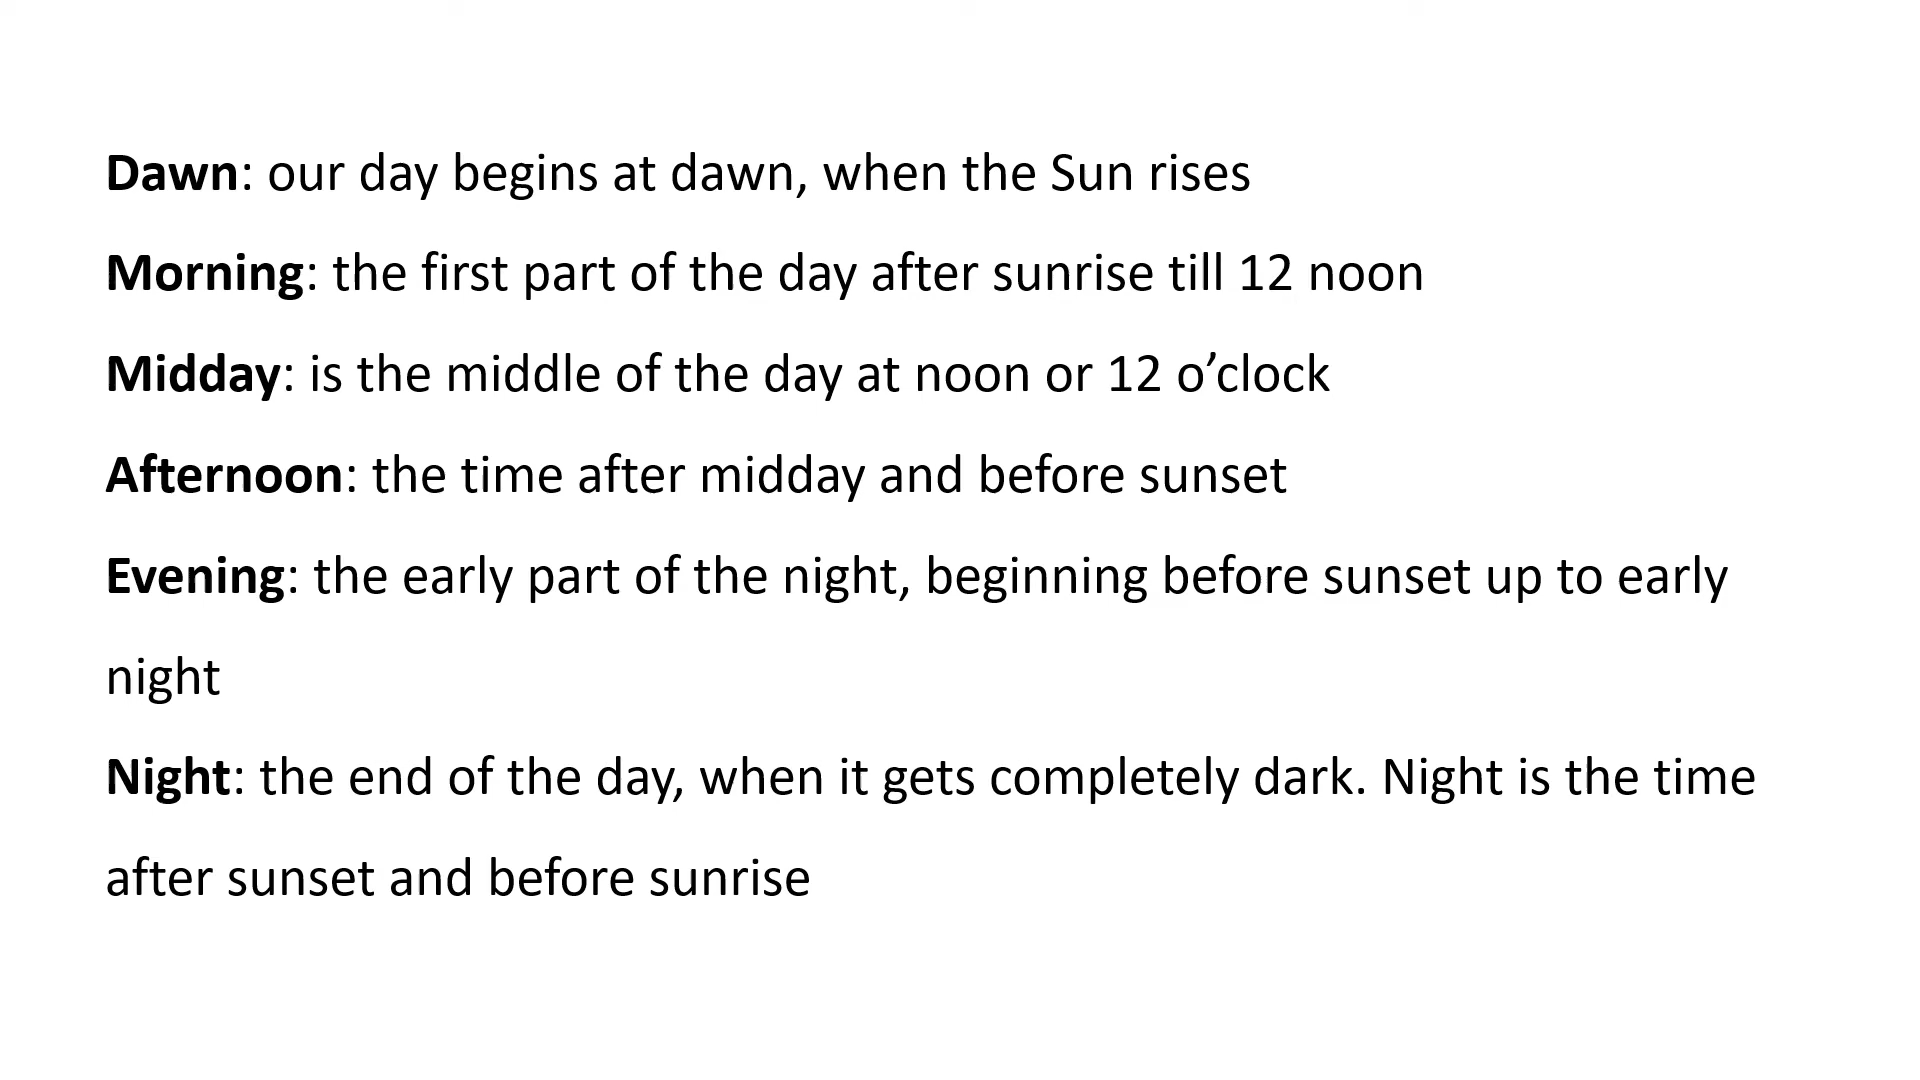 Dawn: our day begins at dawn, when the Sun rises
Morning: the first part of the day after sunrise till 12 noon
Midday: is the middle of the day at noon or 12 o’clock
Afternoon: the time after midday and before sunset
Evening: the early part of the night, beginning before sunset up to early
night
Night: the end of the day, when it gets completely dark. Night is the time
after sunset and before sunrise